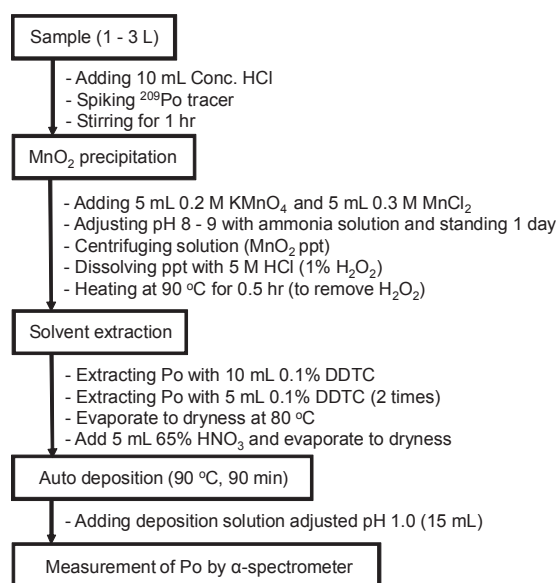 Sample (1 - 3 L)
- Adding 10 mL Conc. HCl
- Spiking ²⁰⁹Po tracer
- Stirring for 1 hr
MnO₂ precipitation
- Adding 5 mL 0.2 M KMnO₄ and 5 mL 0.3 M MnCl₂
- Adjusting pH 8 - 9 with ammonia solution and standing 1 day
- Centrifuging solution (MnO₂ ppt)
- Dissolving ppt with 5 M HCl (1% H₂O₂)
- Heating at 90 °C for 0.5 hr (to remove H₂O₂)
Solvent extraction
- Extracting Po with 10 mL 0.1% DDTC
- Extracting Po with 5 mL 0.1% DDTC (2 times)
- Evaporate to dryness at 80 °C
- Add 5 mL 65% HNO₃ and evaporate to dryness
Auto deposition (90 °C, 90 min)
- Adding deposition solution adjusted pH 1.0 (15 mL)
Measurement of Po by α-spectrometer